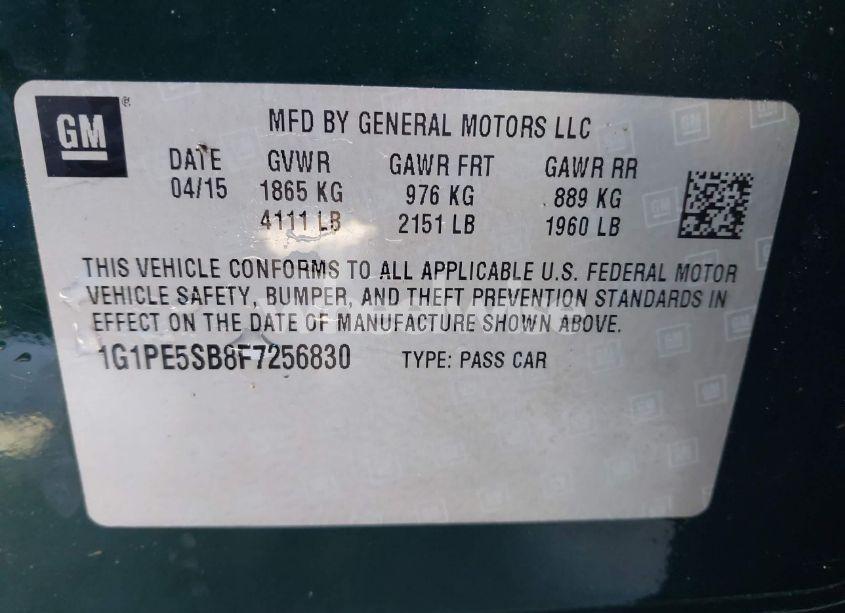 GM ®
MFD BY GENERAL MOTORS LLC
DATE GVWR GAWR FRT GAWR RR
04/15 1865 KG 976 KG 889 KG
4111 LB 2151 LB 1960 LB
THIS VEHICLE CONFORMS TO ALL APPLICABLE U.S. FEDERAL MOTOR
VEHICLE SAFETY, BUMPER, AND THEFT PREVENTION STANDARDS IN
EFFECT ON THE DATE OF MANUFACTURE SHOWN ABOVE.
1G1PE5SB8F7256830 TYPE: PASS CAR